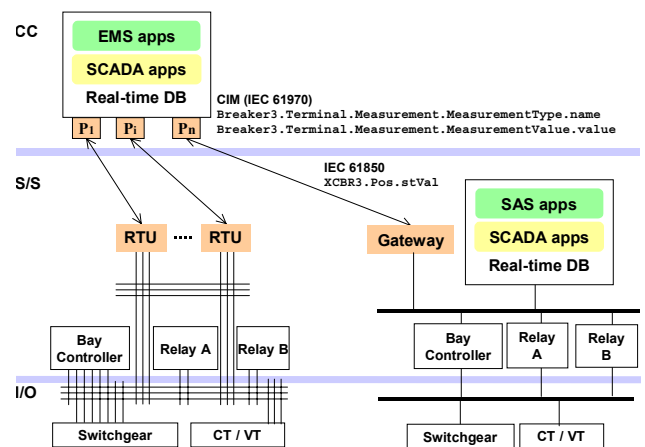 CC
EMS apps
SCADA apps
Real-time DB
P1
Pi
Pn
CIM (IEC 61970)
Breaker3.Terminal.Measurement.MeasurementType.name
Breaker3.Terminal.Measurement.MeasurementValue.value
IEC 61850
XCBR3.Pos.stVal
S/S
RTU
RTU
Gateway
SAS apps
SCADA apps
Real-time DB
Bay
Controller
Relay A
Relay B
Bay
Controller
Relay
A
Relay
B
I/O
Switchgear
CT / VT
Switchgear
CT / VT